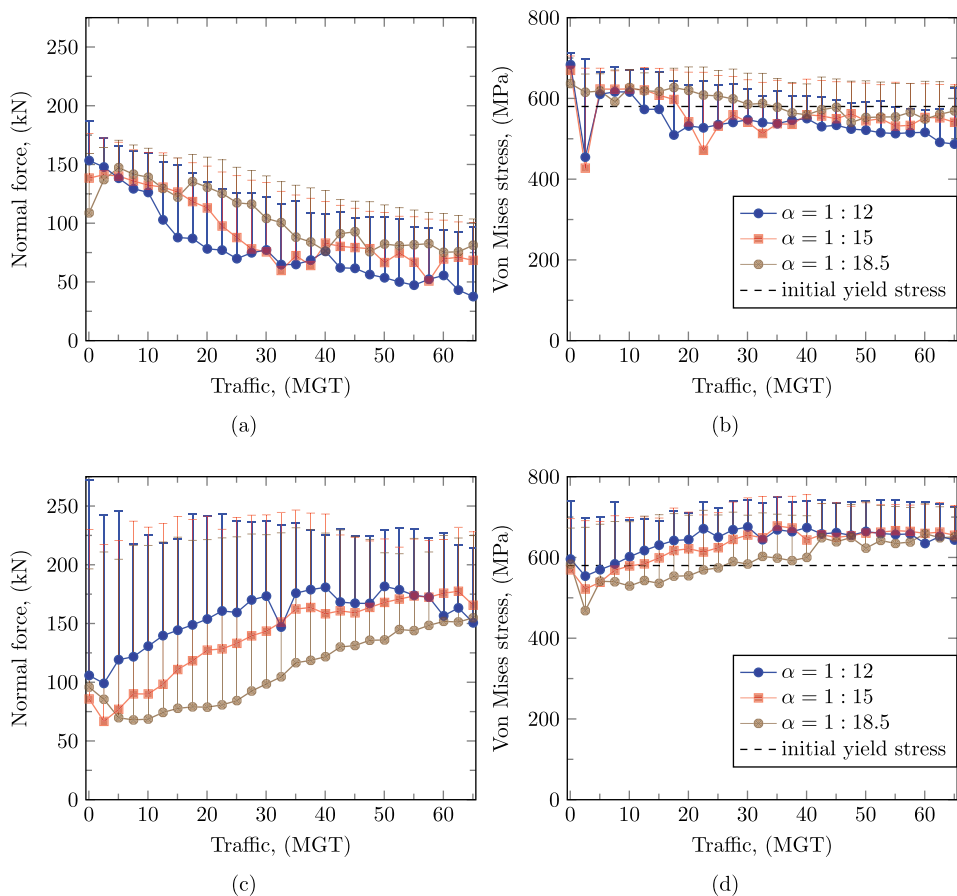 250
200
150
100
50
0
Normal force, (kN)
0 10 20 30 40 50 60
Traffic, (MGT)
(a)
800
600
400
200
0
Von Mises stress, (MPa)
α = 1 : 12
α = 1 : 15
α = 1 : 18.5
initial yield stress
0 10 20 30 40 50 60
Traffic, (MGT)
(b)
250
200
150
100
50
0
Normal force, (kN)
0 10 20 30 40 50 60
Traffic, (MGT)
(c)
800
600
400
200
0
Von Mises stress, (MPa)
α = 1 : 12
α = 1 : 15
α = 1 : 18.5
initial yield stress
0 10 20 30 40 50 60
Traffic, (MGT)
(d)